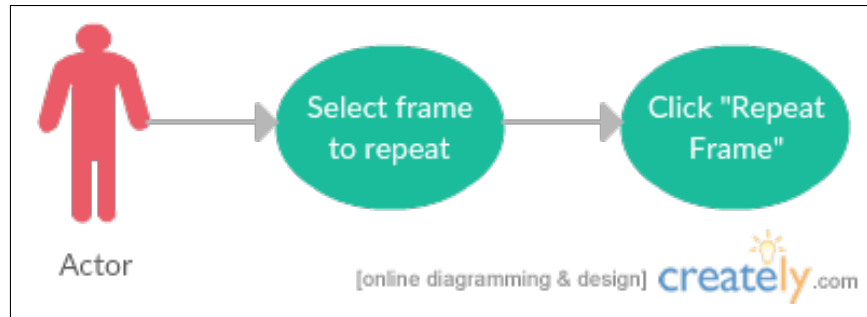 Select frame
to repeat
Click "Repeat
Frame"
Actor
[online diagramming & design] creately.com